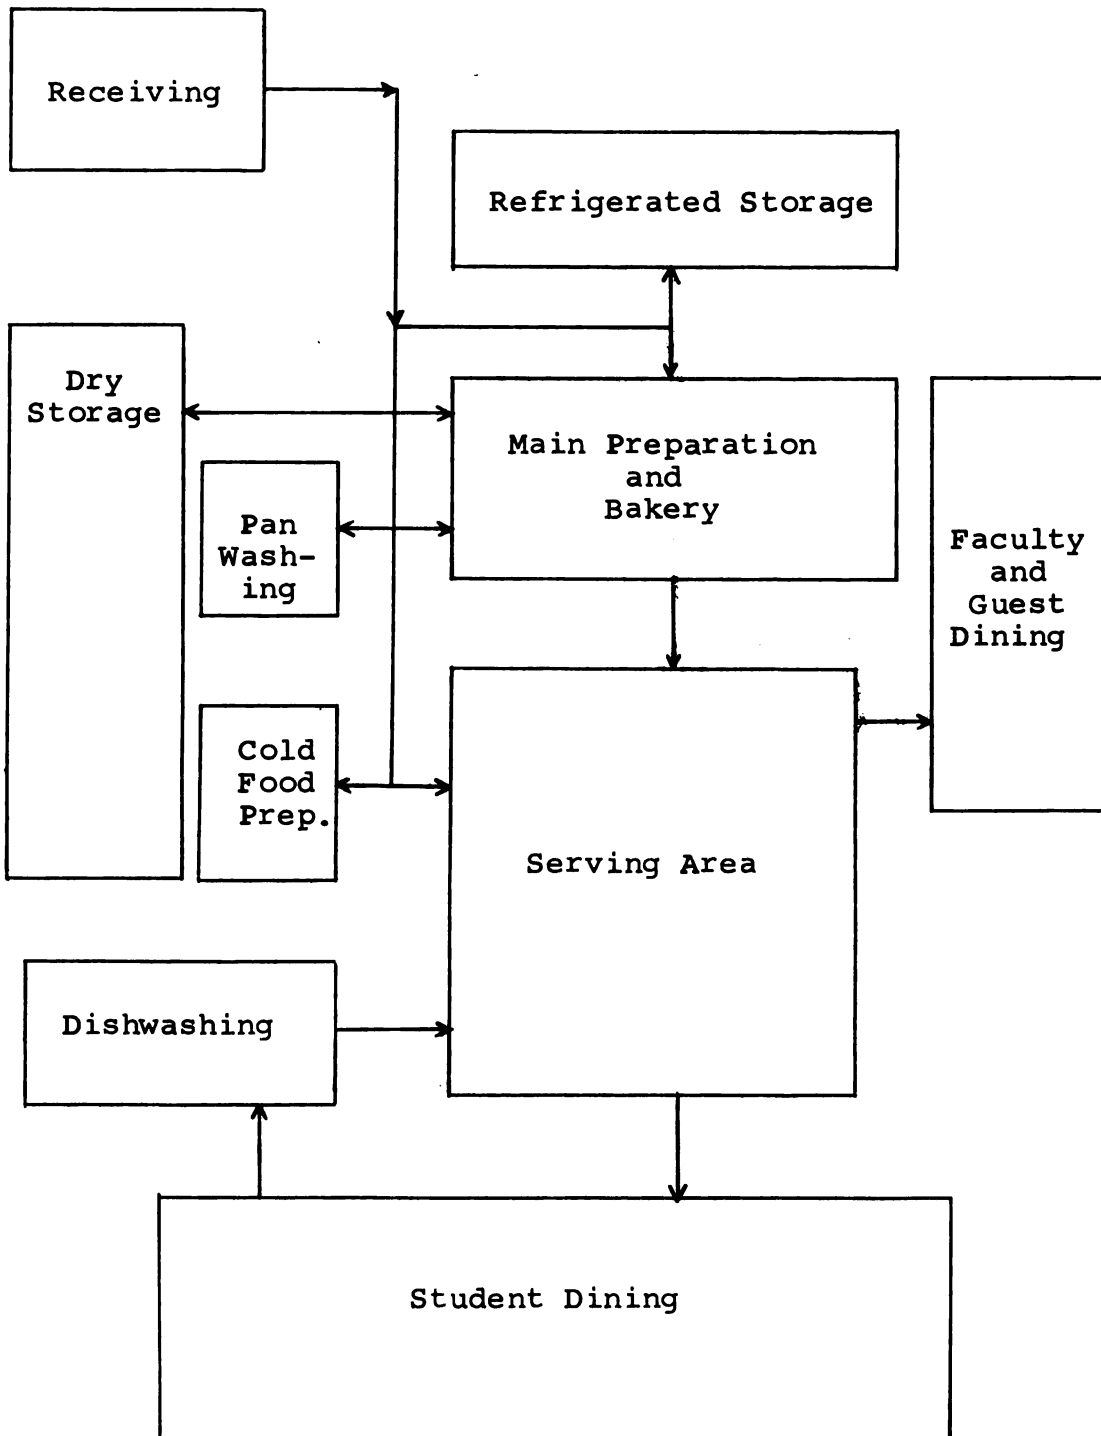 Receiving
Refrigerated Storage
Dry
Storage
Main Preparation
and
Bakery
Pan
Wash-
ing
Faculty
and
Guest
Dining
Cold
Food
Prep.
Serving Area
Dishwashing
Student Dining